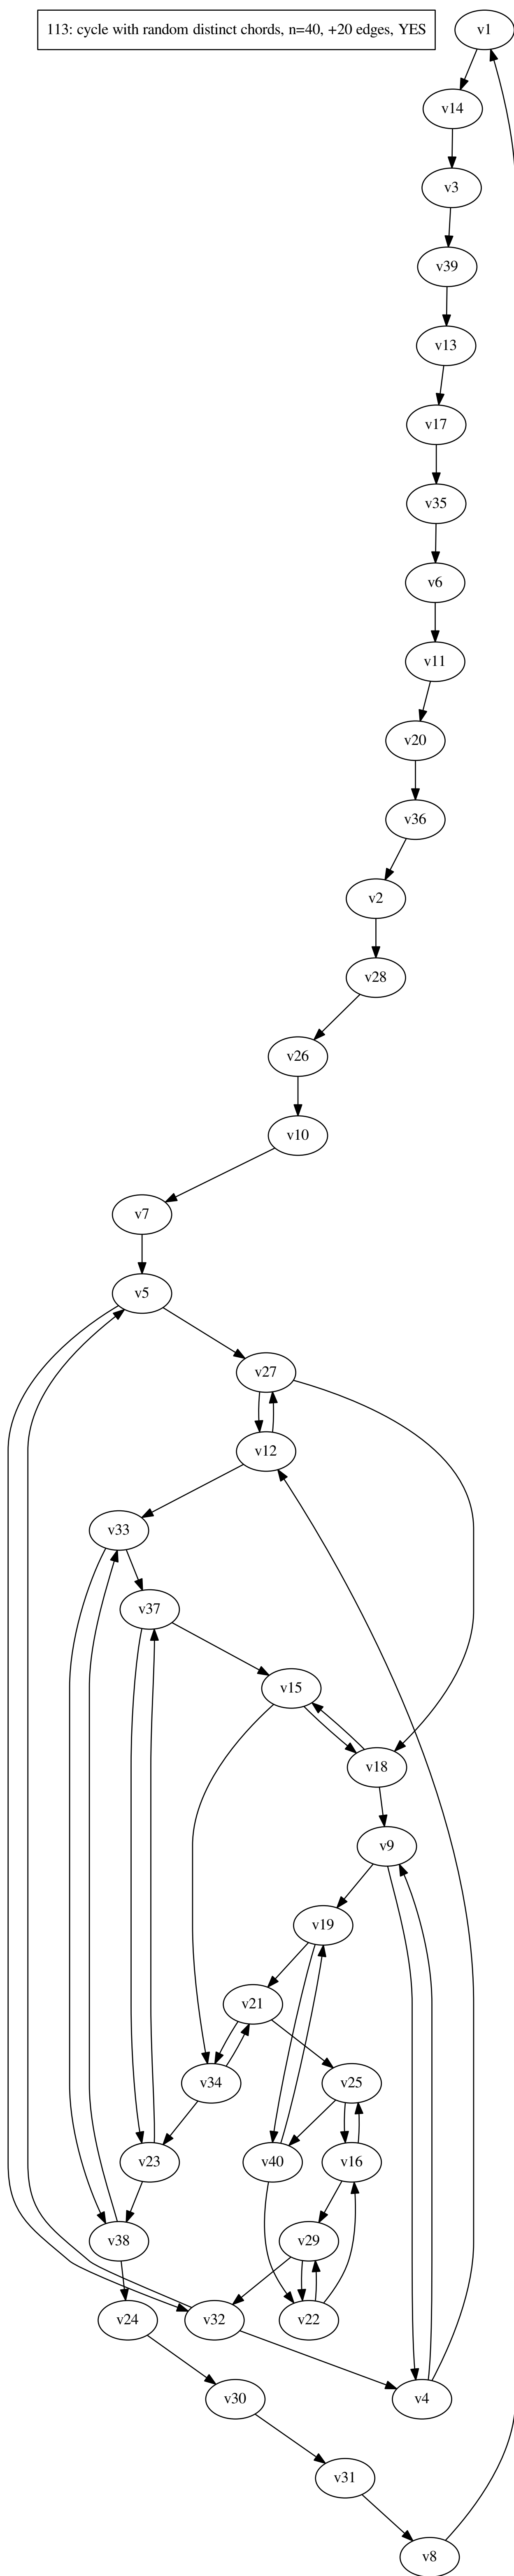 113: cycle with random distinct chords, n=40, +20 edges, YES
v1
v14
v3
v39
v13
v17
v35
v6
v11
v20
v36
v2
v28
v26
v10
v7
v5
v27
v12
v33
v37
v15
v18
v9
v19
v21
v34
v25
v23
v40
v16
v38
v29
v24
v32
v22
v30
v4
v31
v8